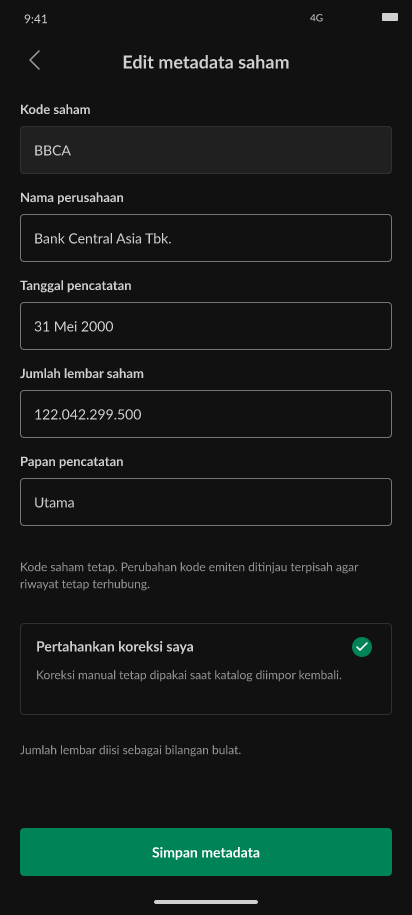 9:41
4G
Edit metadata saham
Kode saham
BBCA
Nama perusahaan
Bank Central Asia Tbk.
Tanggal pencatatan
31 Mei 2000
Jumlah lembar saham
122.042.299.500
Papan pencatatan
Utama
Kode saham tetap. Perubahan kode emiten ditinjau terpisah agar
riwayat tetap terhubung.
Pertahankan koreksi saya
Koreksi manual tetap dipakai saat katalog diimpor kembali.
Jumlah lembar diisi sebagai bilangan bulat.
Simpan metadata